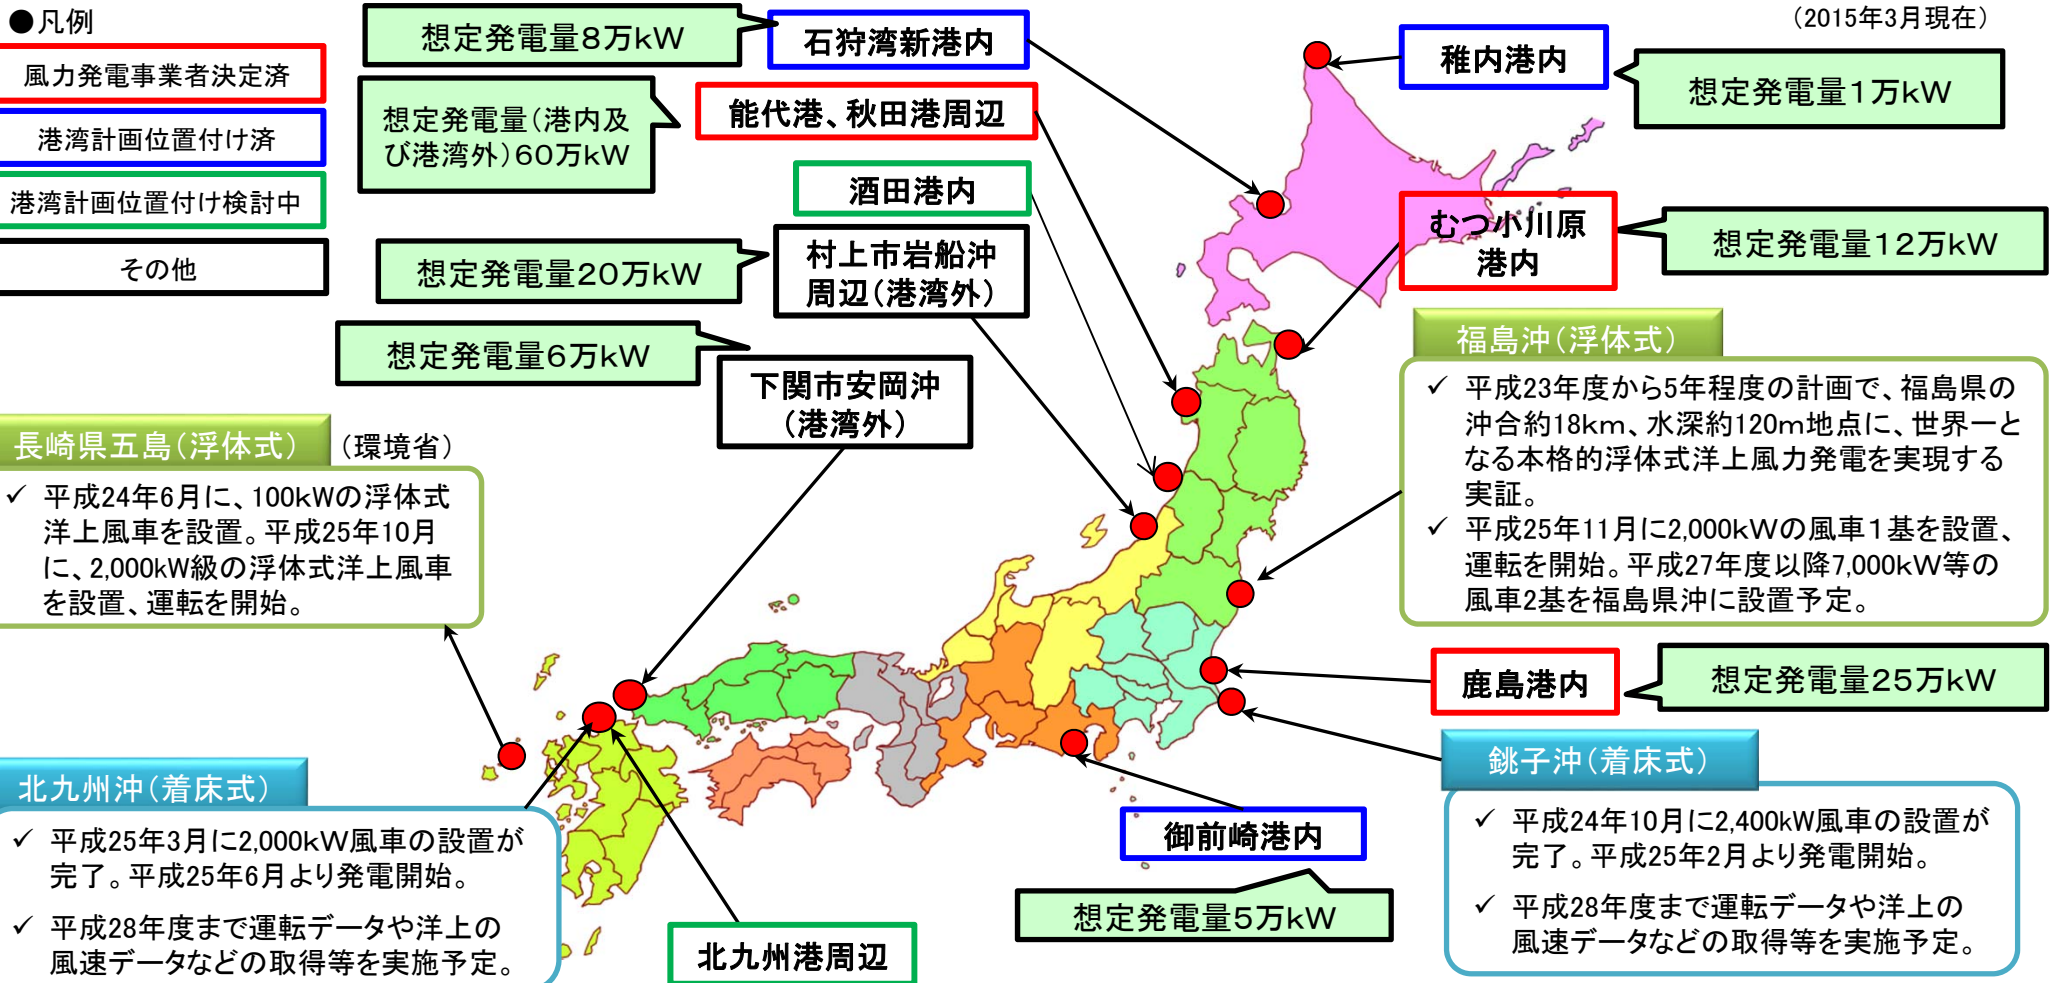 ●凡例
風力発電事業者決定済
港湾計画位置付け済
港湾計画位置付け検討中
その他
（2015年3月現在）
想定発電量8万kW
石狩湾新港内
稚内港内
想定発電量1万kW
想定発電量（港内及
び港湾外）60万kW
能代港、秋田港周辺
酒田港内
むつ小川原
港内
想定発電量12万kW
想定発電量20万kW
村上市岩船沖
周辺（港湾外）
想定発電量6万kW
下関市安岡沖
（港湾外）
福島沖（浮体式）
✓ 平成23年度から5年程度の計画で、福島県の
沖合約18km、水深約120m地点に、世界一と
なる本格的浮体式洋上風力発電を実現する
実証。
✓ 平成25年11月に2,000kWの風車1基を設置、
運転を開始。平成27年度以降7,000kW等の
風車2基を福島県沖に設置予定。
長崎県五島（浮体式）
（環境省）
✓ 平成24年6月に、100kWの浮体式
洋上風車を設置。平成25年10月
に、2,000kW級の浮体式洋上風車
を設置、運転を開始。
鹿島港内
想定発電量25万kW
銚子沖（着床式）
✓ 平成24年10月に2,400kW風車の設置が
完了。平成25年2月より発電開始。
✓ 平成28年度まで運転データや洋上の
風速データなどの取得等を実施予定。
北九州沖（着床式）
✓ 平成25年3月に2,000kW風車の設置が
完了。平成25年6月より発電開始。
✓ 平成28年度まで運転データや洋上の
風速データなどの取得等を実施予定。
御前崎港内
想定発電量5万kW
北九州港周辺